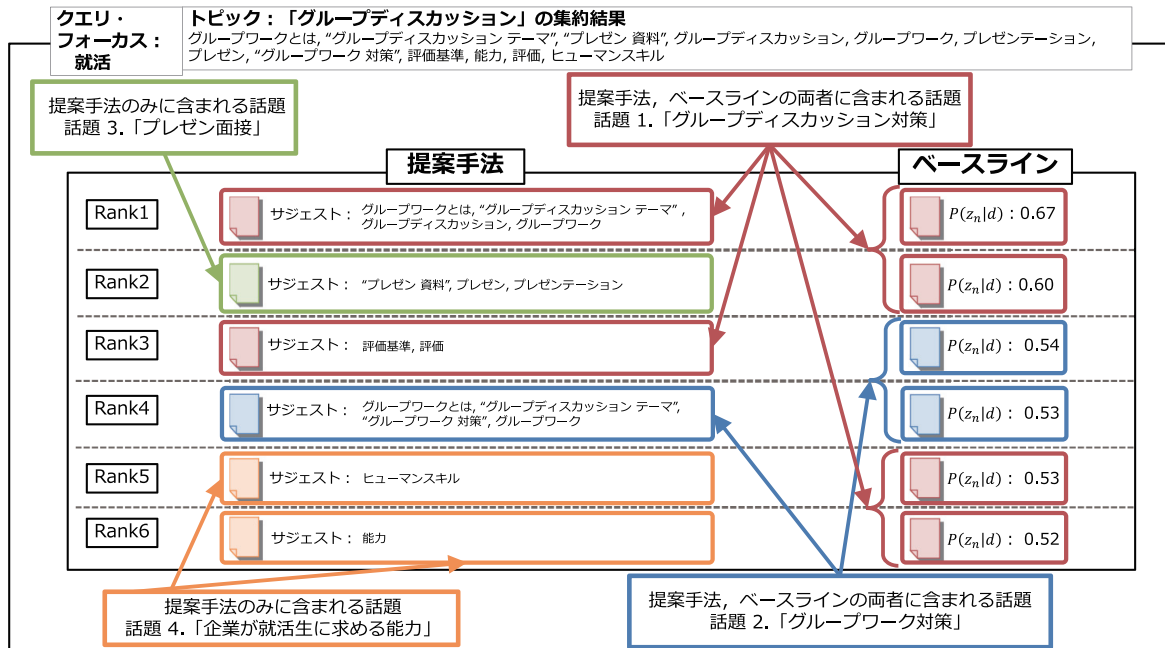 クエリ・
フォーカス：
就活
トピック：「グループディスカッション」の集約結果
グループワークとは, “グループディスカッション テーマ”, “プレゼン 資料”, グループディスカッション, グループワーク, プレゼンテーション,
プレゼン, “グループワーク 対策”, 評価基準, 能力, 評価, ヒューマンスキル
提案手法のみに含まれる話題
話題 3.「プレゼン面接」
提案手法，ベースラインの両者に含まれる話題
話題 1.「グループディスカッション対策」
提案手法
ベースライン
Rank1
サジェスト： グループワークとは, “グループディスカッション テーマ” ,
グループディスカッション, グループワーク
P(z_n|d) : 0.67
Rank2
サジェスト： “プレゼン 資料”, プレゼン, プレゼンテーション
P(z_n|d) : 0.60
Rank3
サジェスト： 評価基準, 評価
P(z_n|d) : 0.54
Rank4
サジェスト： グループワークとは, “グループディスカッション テーマ”,
“グループワーク 対策”, グループワーク
P(z_n|d) : 0.53
Rank5
サジェスト： ヒューマンスキル
P(z_n|d) : 0.53
Rank6
サジェスト： 能力
P(z_n|d) : 0.52
提案手法のみに含まれる話題
話題 4.「企業が就活生に求める能力」
提案手法，ベースラインの両者に含まれる話題
話題 2.「グループワーク対策」